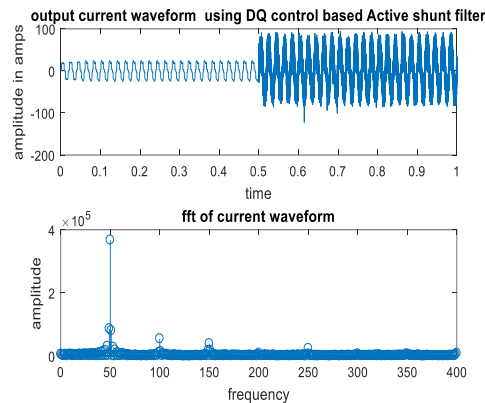 output current waveform  using DQ control based Active shunt filter
amplitude in amps
100
0
-100
-200
0 0.1 0.2 0.3 0.4 0.5 0.6 0.7 0.8 0.9 1
time
×10^5
fft of current waveform
amplitude
4
2
0
0 50 100 150 200 250 300 350 400
frequency